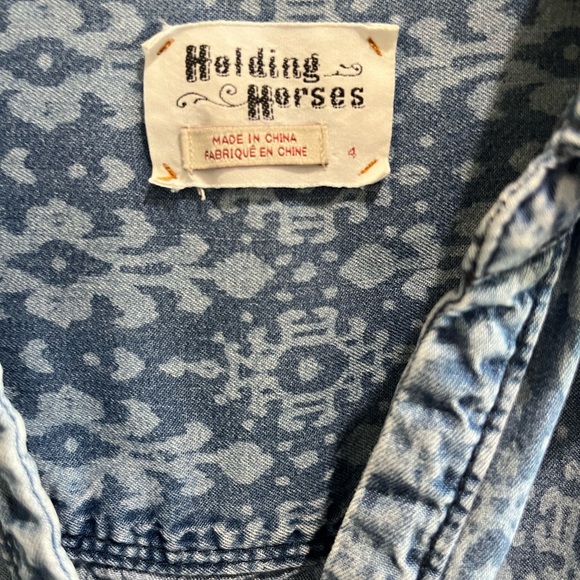 Holding
Horses
MADE IN CHINA
FABRIQUÉ EN CHINE
4